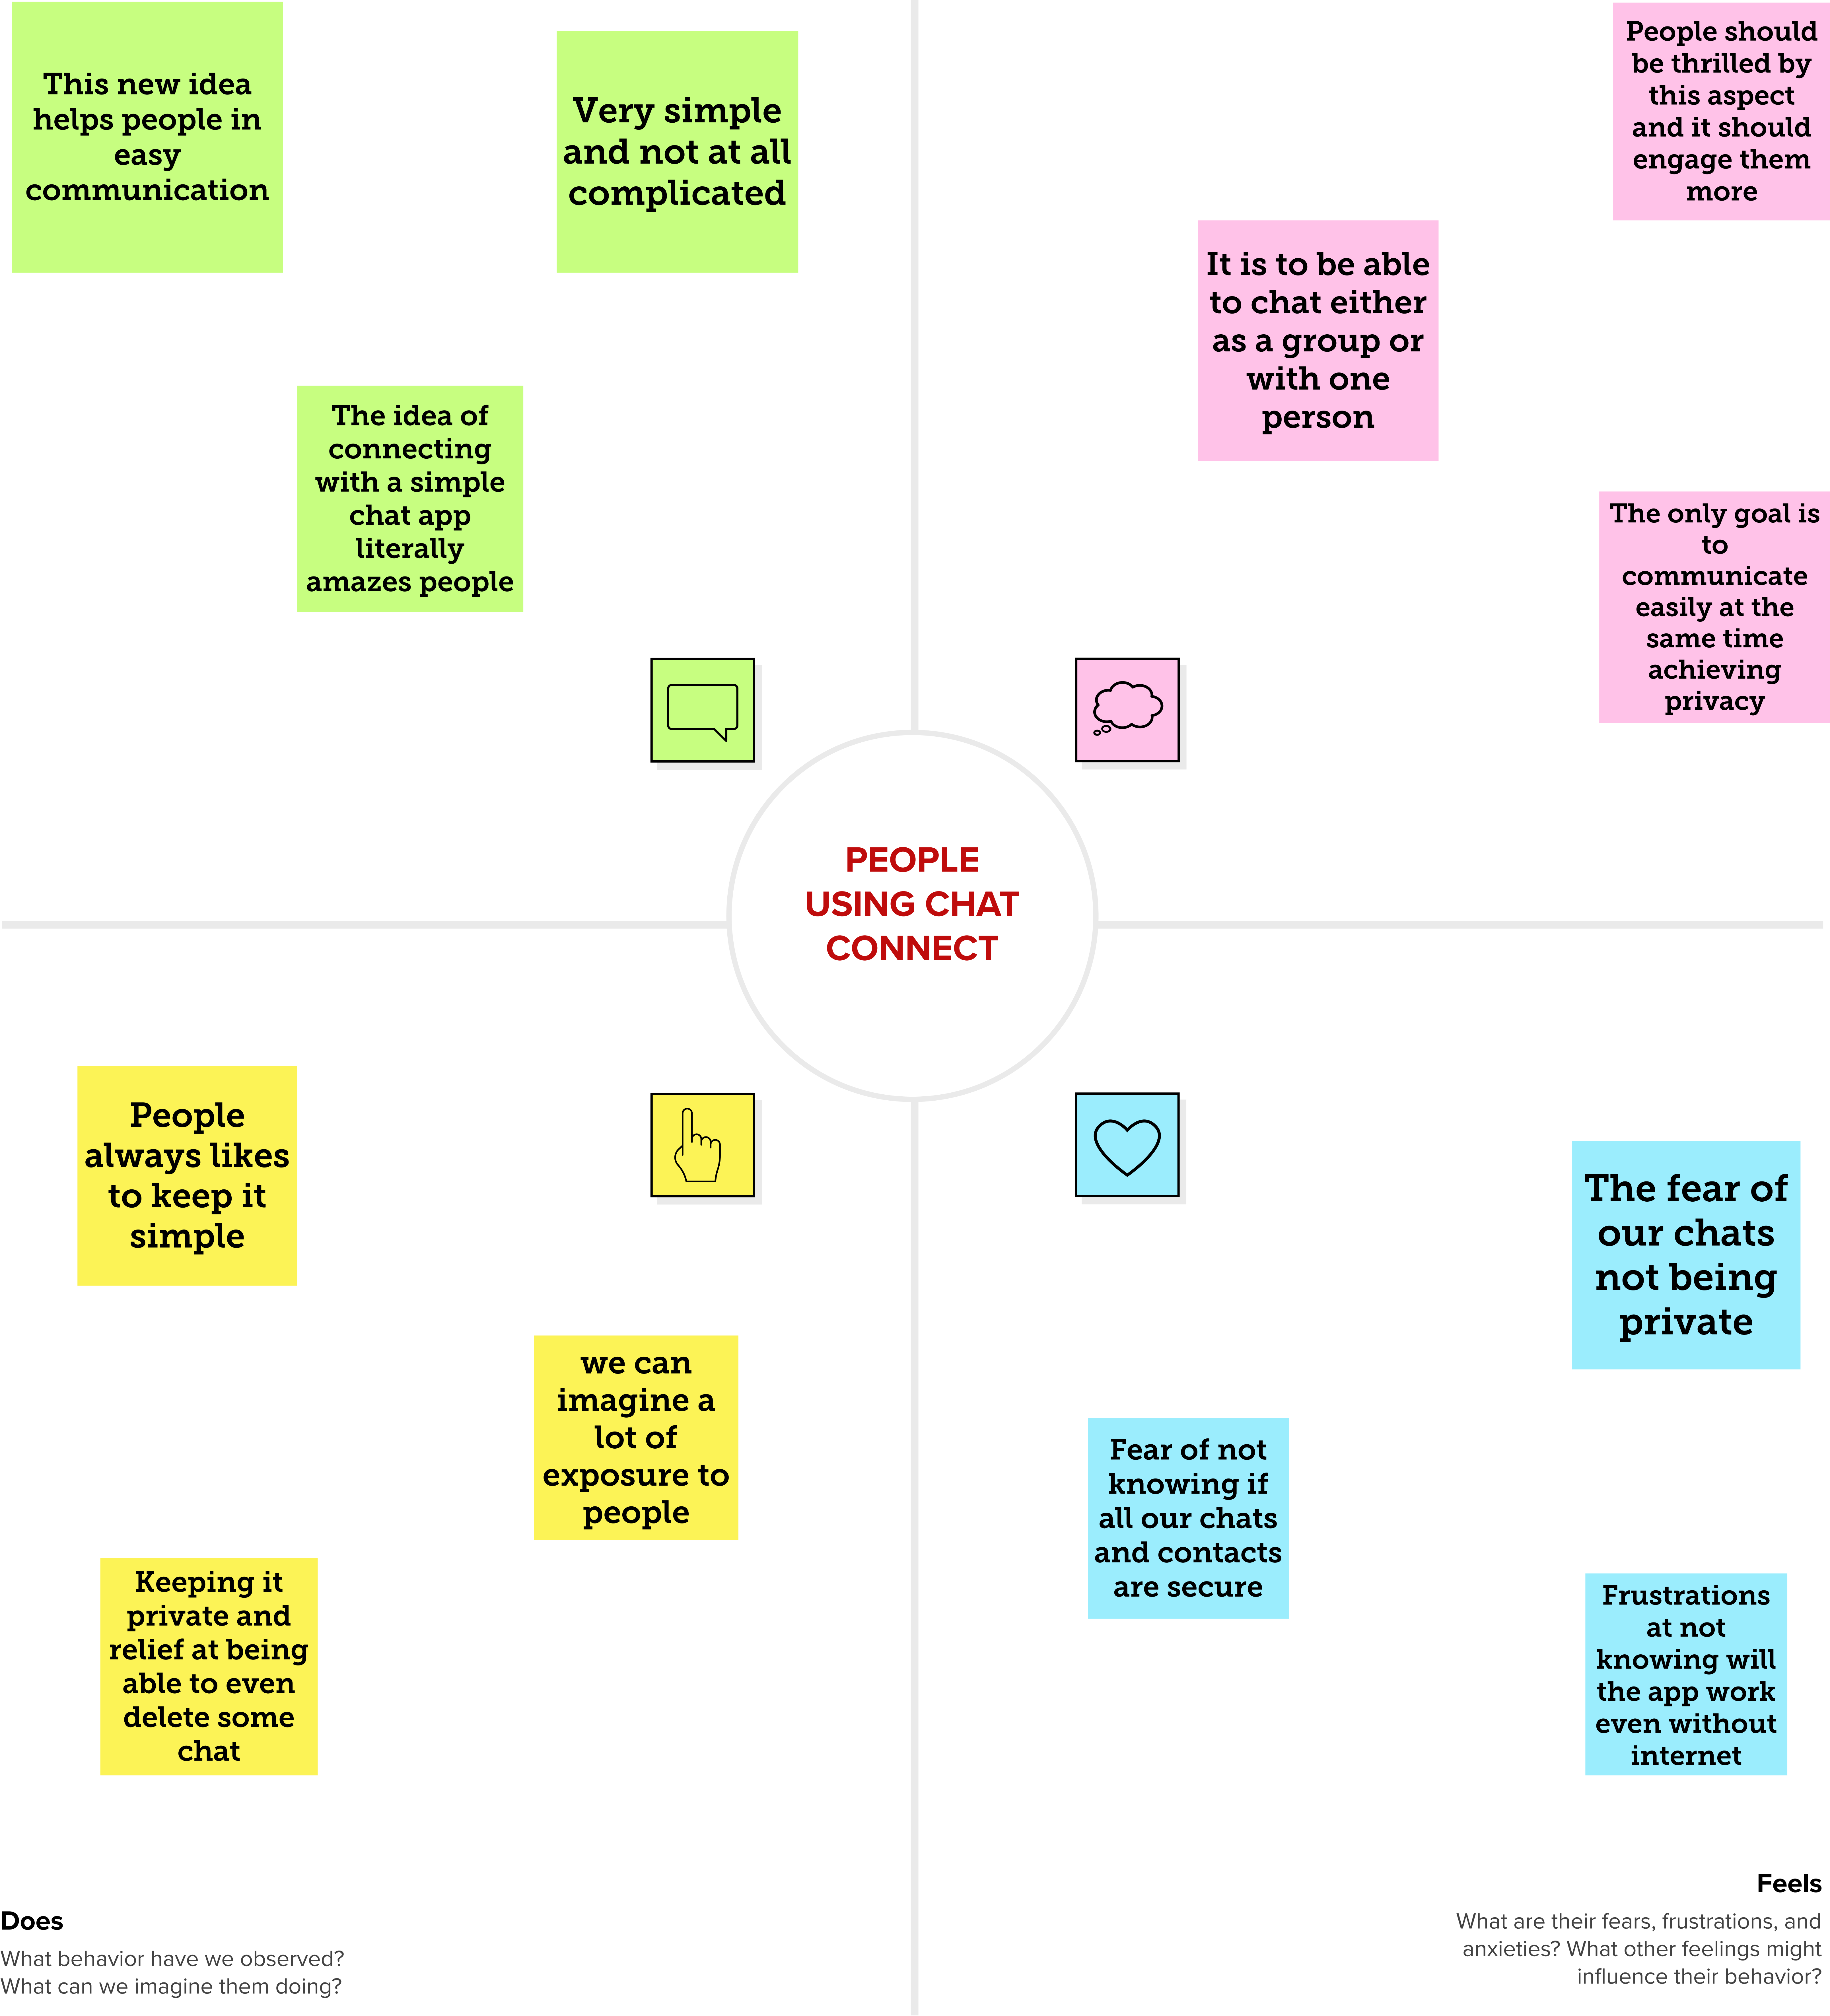 This new idea
helps people in
easy
communication
Very simple
and not at all
complicated
The idea of
connecting
with a simple
chat app
literally
amazes people
People should
be thrilled by
this aspect
and it should
engage them
more
It is to be able
to chat either
as a group or
with one
person
The only goal is
to
communicate
easily at the
same time
achieving
privacy
PEOPLE
USING CHAT
CONNECT
People
always likes
to keep it
simple
we can
imagine a
lot of
exposure to
people
Keeping it
private and
relief at being
able to even
delete some
chat
The fear of
our chats
not being
private
Fear of not
knowing if
all our chats
and contacts
are secure
Frustrations
at not
knowing will
the app work
even without
internet
Does
What behavior have we observed?
What can we imagine them doing?
Feels
What are their fears, frustrations, and
anxieties? What other feelings might
influence their behavior?